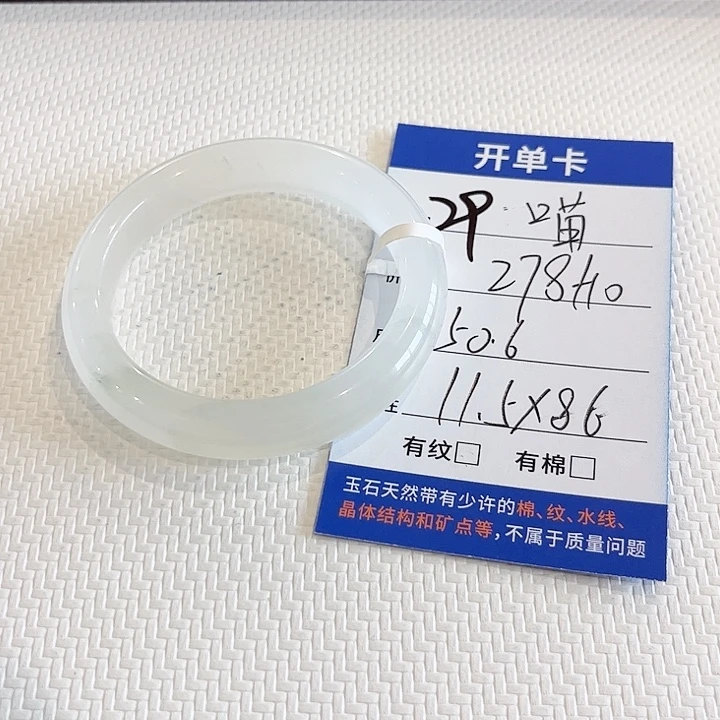 开单卡
29 喵
278H0
50.6
11.5X86
有纹□ 有棉□
玉石天然带有少许的棉、纹、水线、
晶体结构和矿点等，不属于质量问题